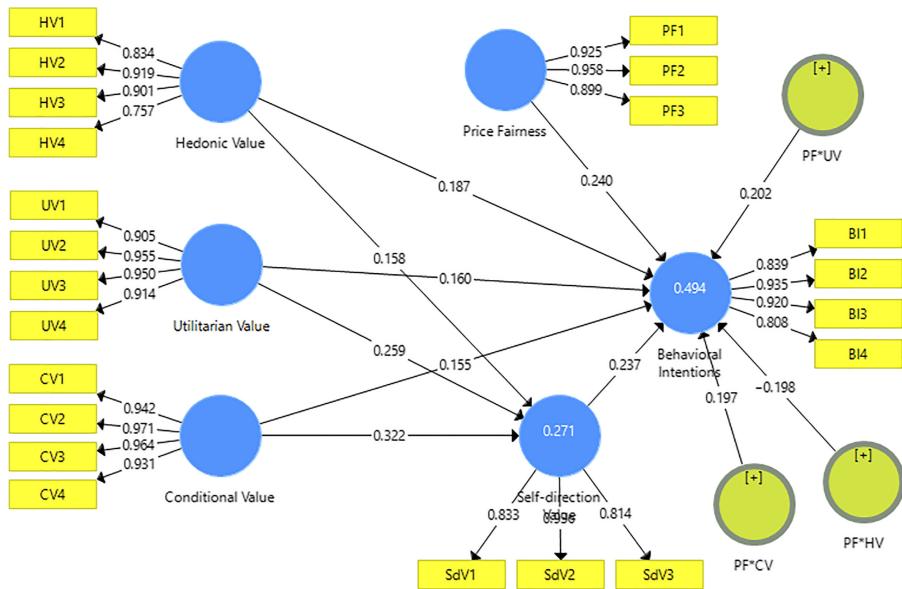 HV1
HV2
HV3
HV4
0.834
0.919
0.901
0.757
Hedonic Value
PF1
PF2
PF3
0.925
0.958
0.899
Price Fairness
[+]
PF*UV
0.187
0.240
0.202
UV1
UV2
UV3
UV4
0.905
0.955
0.950
0.914
Utilitarian Value
0.158
0.160
0.259
0.494
Behavioral
Intentions
BI1
BI2
BI3
BI4
0.839
0.935
0.920
0.808
CV1
CV2
CV3
CV4
0.942
0.971
0.964
0.931
Conditional Value
0.155
0.322
0.237
0.197
−0.198
0.271
Self-direction
Value
0.833
0.814
SdV1
SdV2
SdV3
[+]
PF*CV
[+]
PF*HV